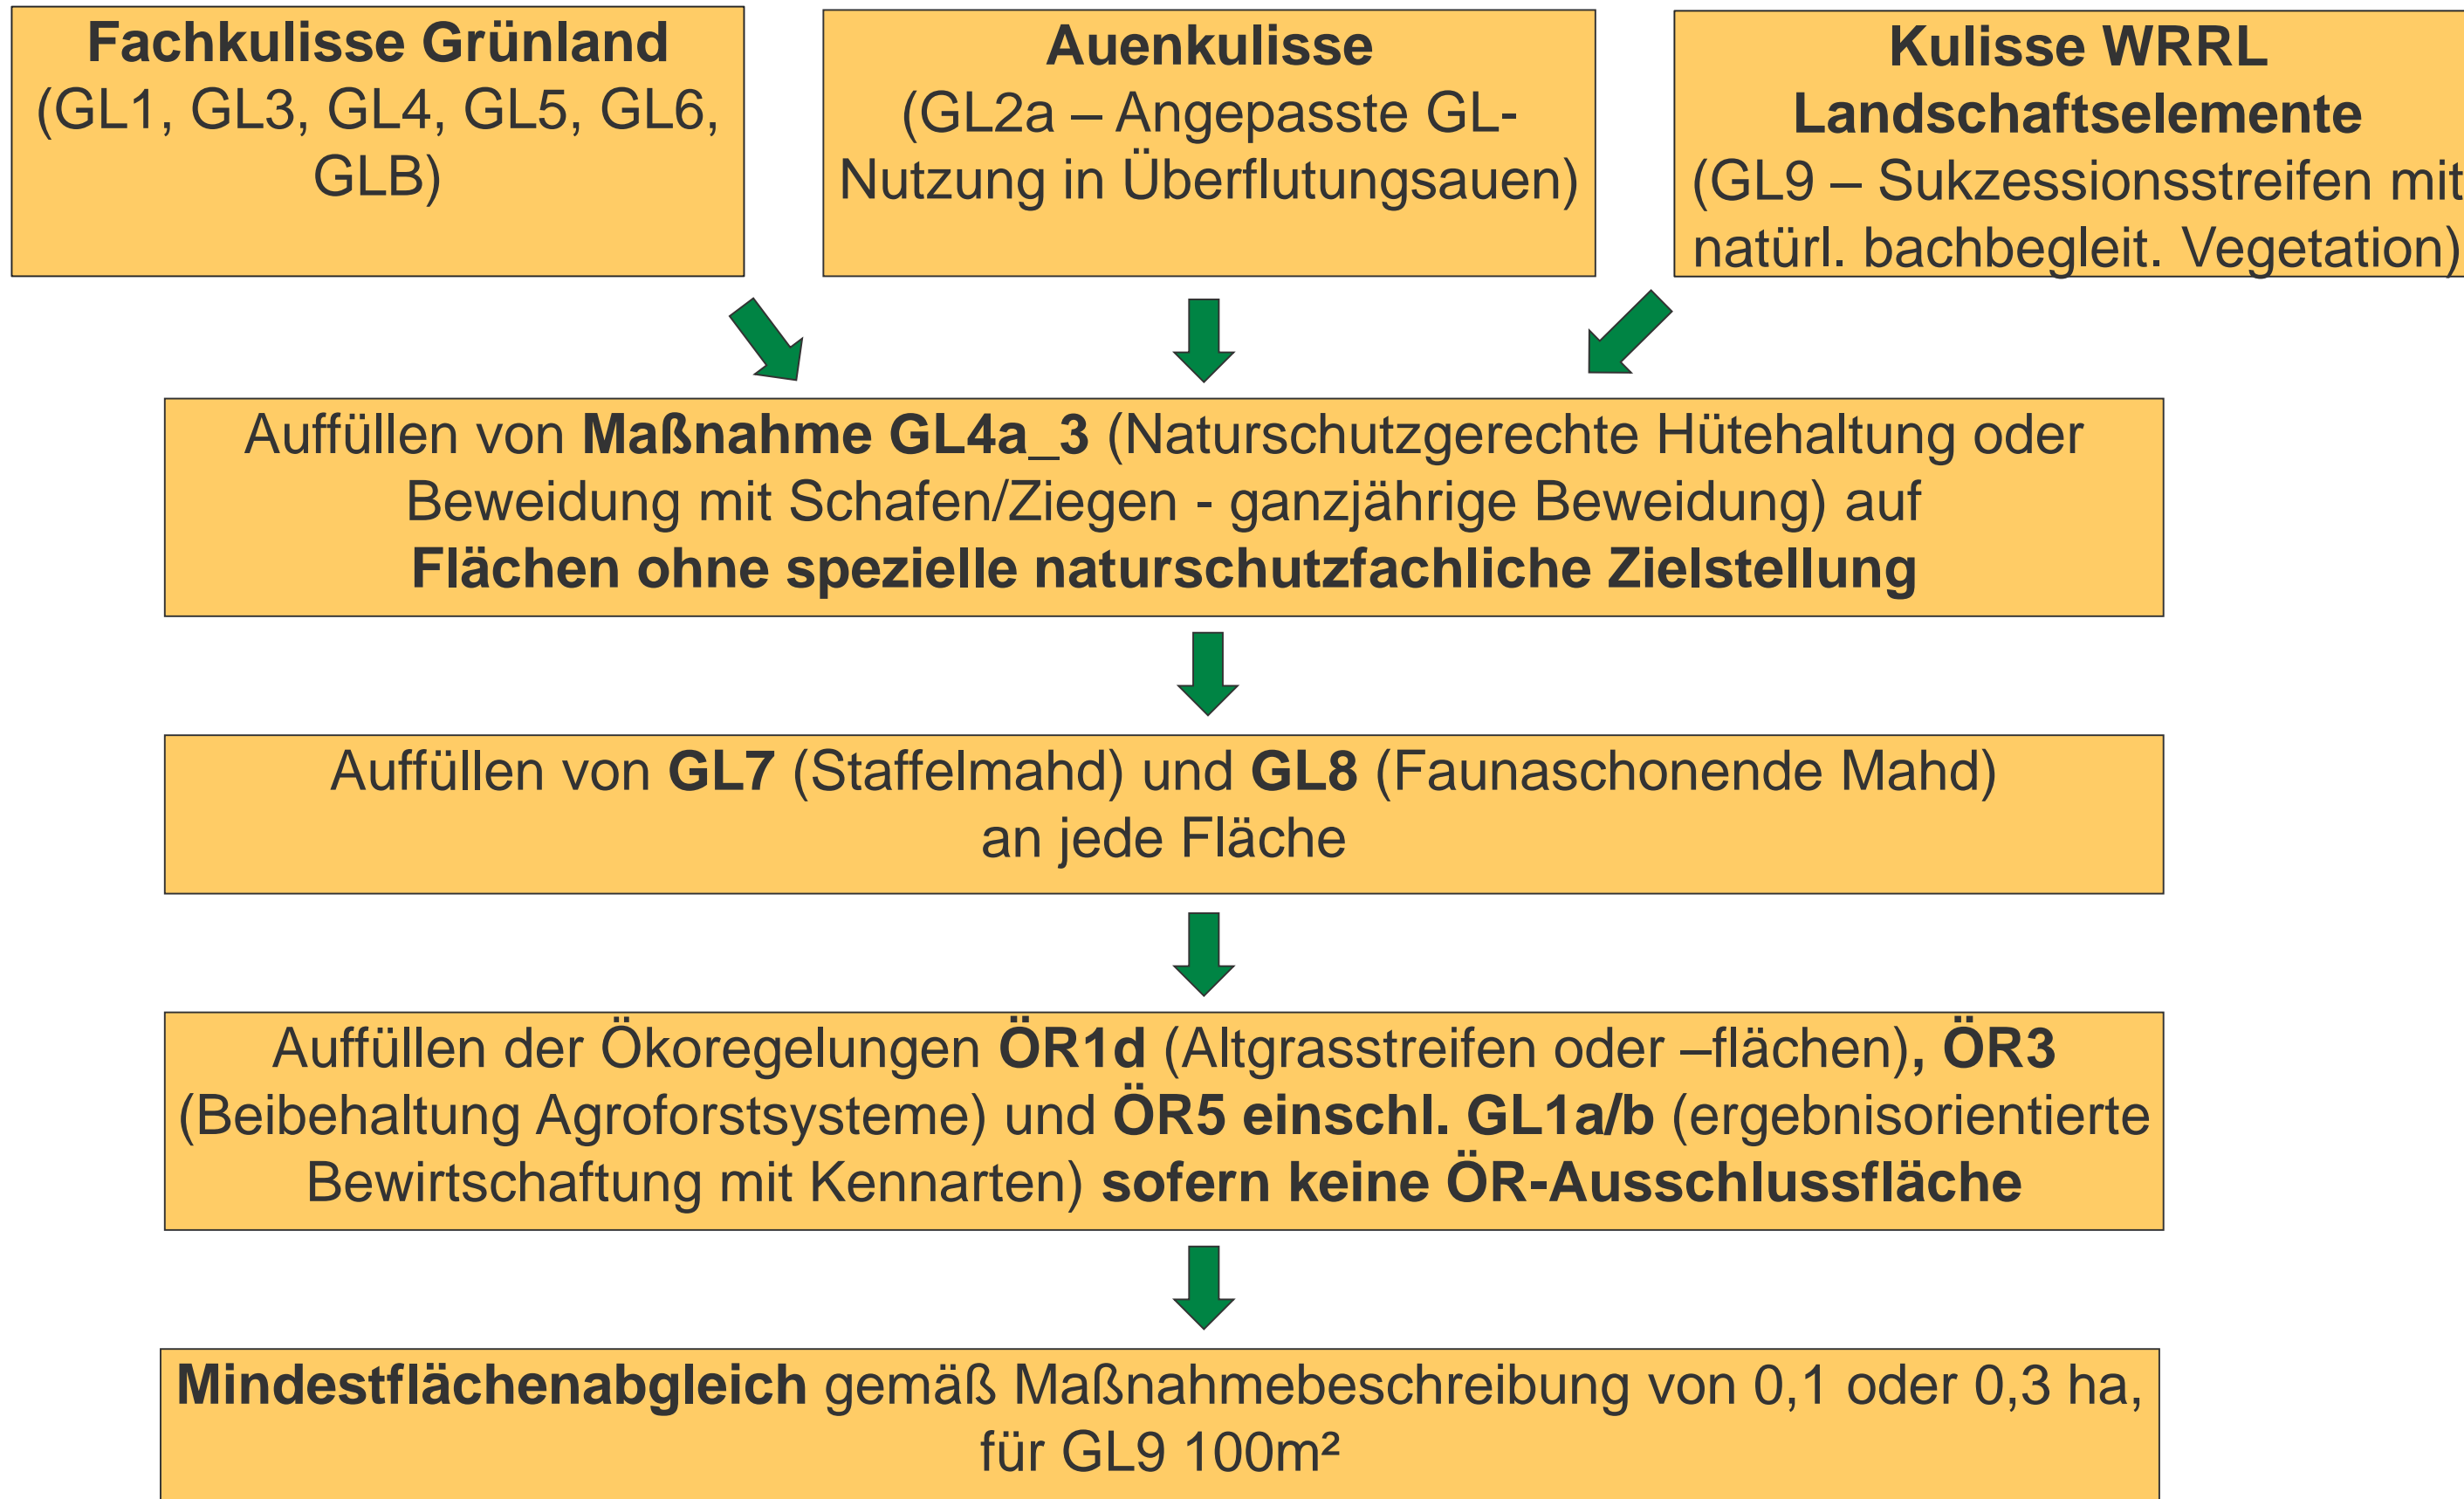 Fachkulisse Grünland
(GL1, GL3, GL4, GL5, GL6,
GLB)
Auenkulisse
(GL2a – Angepasste GL-
Nutzung in Überflutungsauen)
Kulisse WRRL
Landschaftselemente
(GL9 – Sukzessionsstreifen mit
natürl. bachbegleit. Vegetation)
Auffüllen von Maßnahme GL4a_3 (Naturschutzgerechte Hütehaltung oder
Beweidung mit Schafen/Ziegen - ganzjährige Beweidung) auf
Flächen ohne spezielle naturschutzfachliche Zielstellung
Auffüllen von GL7 (Staffelmahd) und GL8 (Faunaschonende Mahd)
an jede Fläche
Auffüllen der Ökoregelungen ÖR1d (Altgrasstreifen oder –flächen), ÖR3
(Beibehaltung Agroforstsysteme) und ÖR5 einschl. GL1a/b (ergebnisorientierte
Bewirtschaftung mit Kennarten) sofern keine ÖR-Ausschlussfläche
Mindestflächenabgleich gemäß Maßnahmebeschreibung von 0,1 oder 0,3 ha,
für GL9 100m²